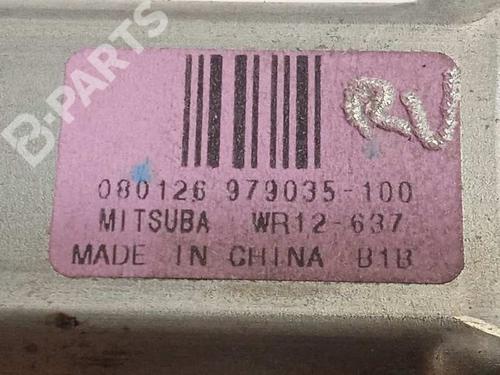 B-PARTS
RV
080126 979035-100
MITSUBA WR12-637
MADE IN CHINA B1B